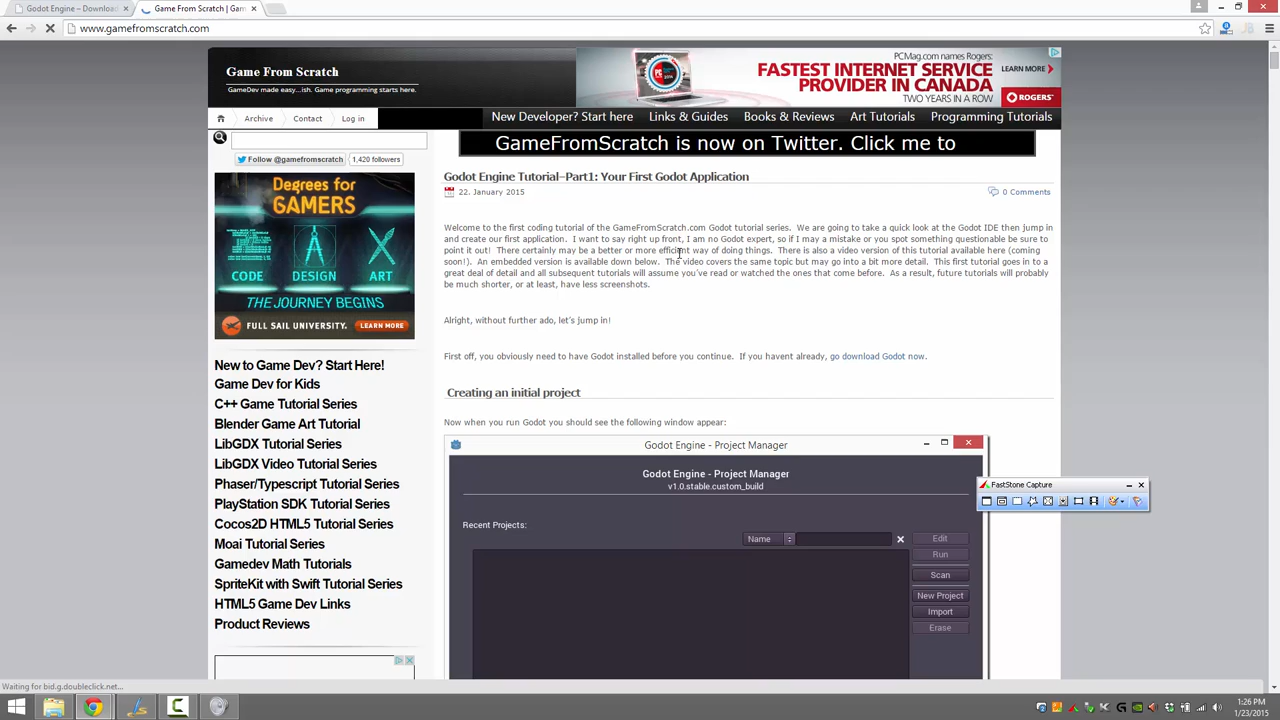 Godot Engine – Download
Game From Scratch | Gam
www.gamefromscratch.com
Game From Scratch
GameDev made easy...ish. Game programming starts here.
PCMag.com names Rogers:
FASTEST INTERNET SERVICE
PROVIDER IN CANADA
TWO YEARS IN A ROW
LEARN MORE
ROGERS
Archive
Contact
Log in
New Developer? Start here
Links & Guides
Books & Reviews
Art Tutorials
Programming Tutorials
GameFromScratch is now on Twitter. Click me to
Follow @gamefromscratch
1,420 followers
Degrees for
GAMERS
CODE
DESIGN
ART
THE JOURNEY BEGINS
FULL SAIL UNIVERSITY.
LEARN MORE
New to Game Dev? Start Here!
Game Dev for Kids
C++ Game Tutorial Series
Blender Game Art Tutorial
LibGDX Tutorial Series
LibGDX Video Tutorial Series
Phaser/Typescript Tutorial Series
PlayStation SDK Tutorial Series
Cocos2D HTML5 Tutorial Series
Moai Tutorial Series
Gamedev Math Tutorials
SpriteKit with Swift Tutorial Series
HTML5 Game Dev Links
Product Reviews
Godot Engine Tutorial–Part1: Your First Godot Application
22. January 2015
0 Comments
Welcome to the first coding tutorial of the GameFromScratch.com Godot tutorial series. We are going to take a quick look at the Godot IDE then jump in
and create our first application. I want to say right up front, I am no Godot expert, so if I may a mistake or you spot something questionable be sure to
point it out! There certainly may be a better or more efficient way of doing things. There is also a video version of this tutorial available here (coming
soon!). An embedded version is available down below. The video covers the same topic but may go into a bit more detail. This first tutorial goes in to a
great deal of detail and all subsequent tutorials will assume you've read or watched the ones that come before. As a result, future tutorials will probably
be much shorter, or at least, have less screenshots.
Alright, without further ado, let's jump in!
First off, you obviously need to have Godot installed before you continue. If you havent already, go download Godot now.
Creating an initial project
Now when you run Godot you should see the following window appear:
Godot Engine - Project Manager
Godot Engine - Project Manager
v1.0.stable.custom_build
Recent Projects:
Name
Edit
Run
Scan
New Project
Import
Erase
FastStone Capture
Waiting for bid.g.doubleclick.net...
1:26 PM
1/23/2015